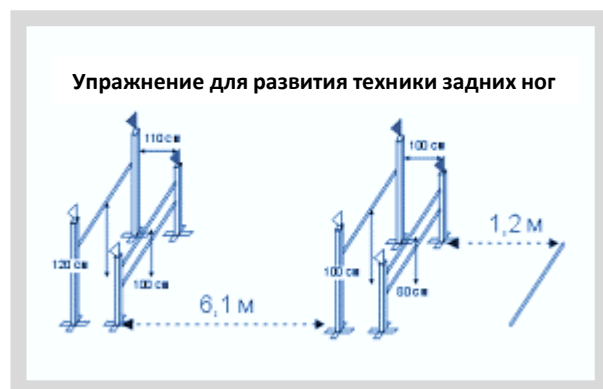 Упражнение для развития техники задних ног
110 см
100 см
1,2 м
120 см
100 см
100 см
60 см
6,1 м